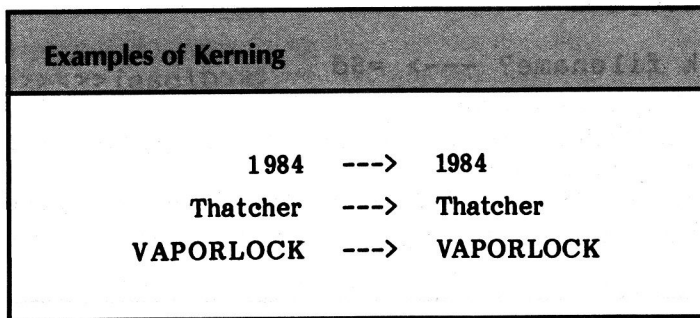 Examples of Kerning
1984 ---> 1984
Thatcher ---> Thatcher
VAPORLOCK ---> VAPORLOCK